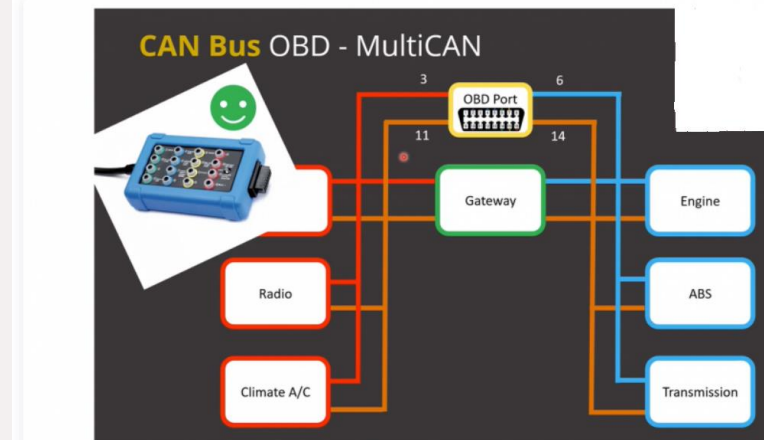 CAN Bus OBD - MultiCAN
3
6
OBD Port
11
14
Gateway
Engine
Radio
ABS
Climate A/C
Transmission